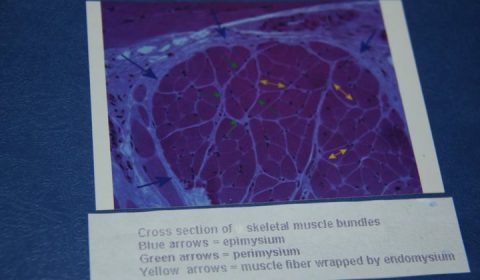 Cross section of skeletal muscle bundles
Blue arrows = epimysium
Green arrows = perimysium
Yellow arrows = muscle fiber wrapped by endomysium